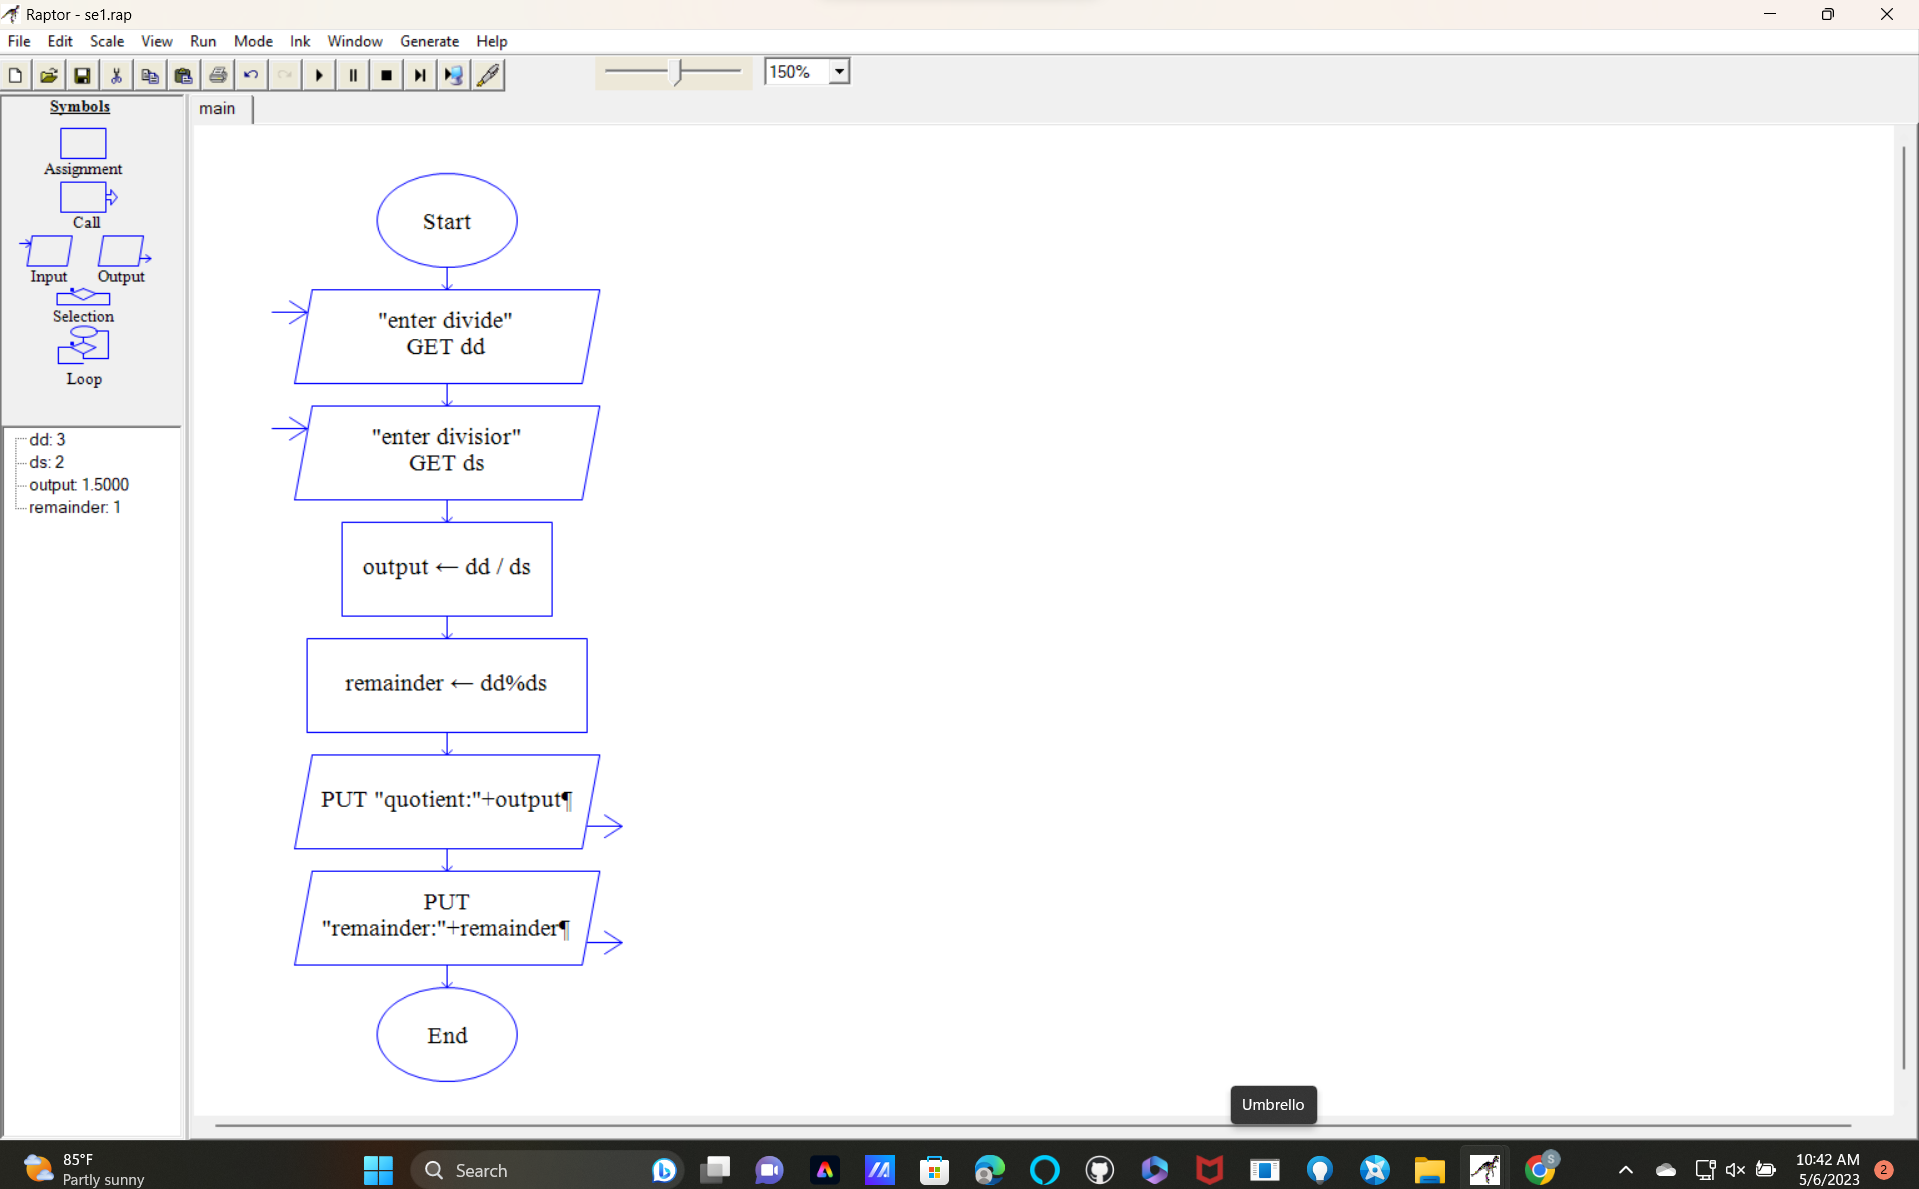 Raptor - se1.rap
File Edit Scale View Run Mode Ink Window Generate Help
150%
Symbols
main
Assignment
Call
Input Output
Selection
Loop
dd: 3
ds: 2
output: 1.5000
remainder: 1
Start
"enter divide"
GET dd
"enter divisior"
GET ds
output ← dd / ds
remainder ← dd%ds
PUT "quotient:"+output¶
PUT
"remainder:"+remainder¶
End
Umbrello
85°F
Partly sunny
Search
S
10:42 AM
5/6/2023
2